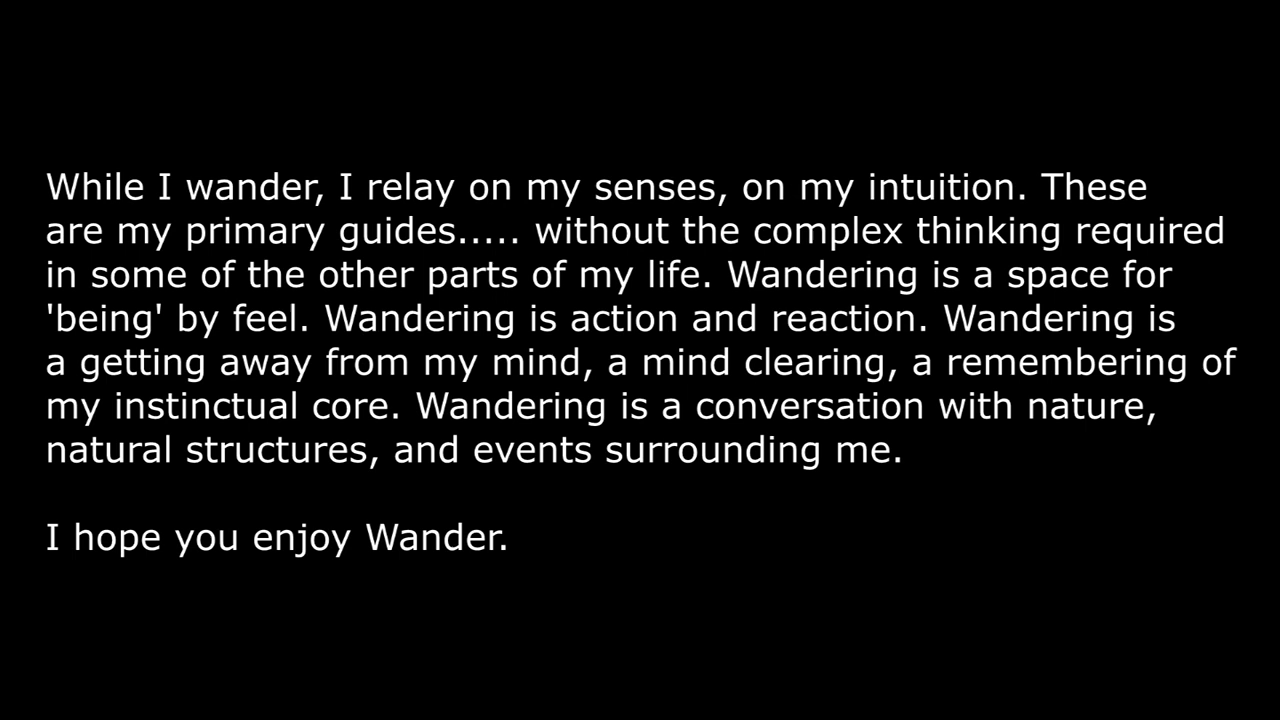 While I wander, I relay on my senses, on my intuition. These
are my primary guides..... without the complex thinking required
in some of the other parts of my life. Wandering is a space for
'being' by feel. Wandering is action and reaction. Wandering is
a getting away from my mind, a mind clearing, a remembering of
my instinctual core. Wandering is a conversation with nature,
natural structures, and events surrounding me.
I hope you enjoy Wander.